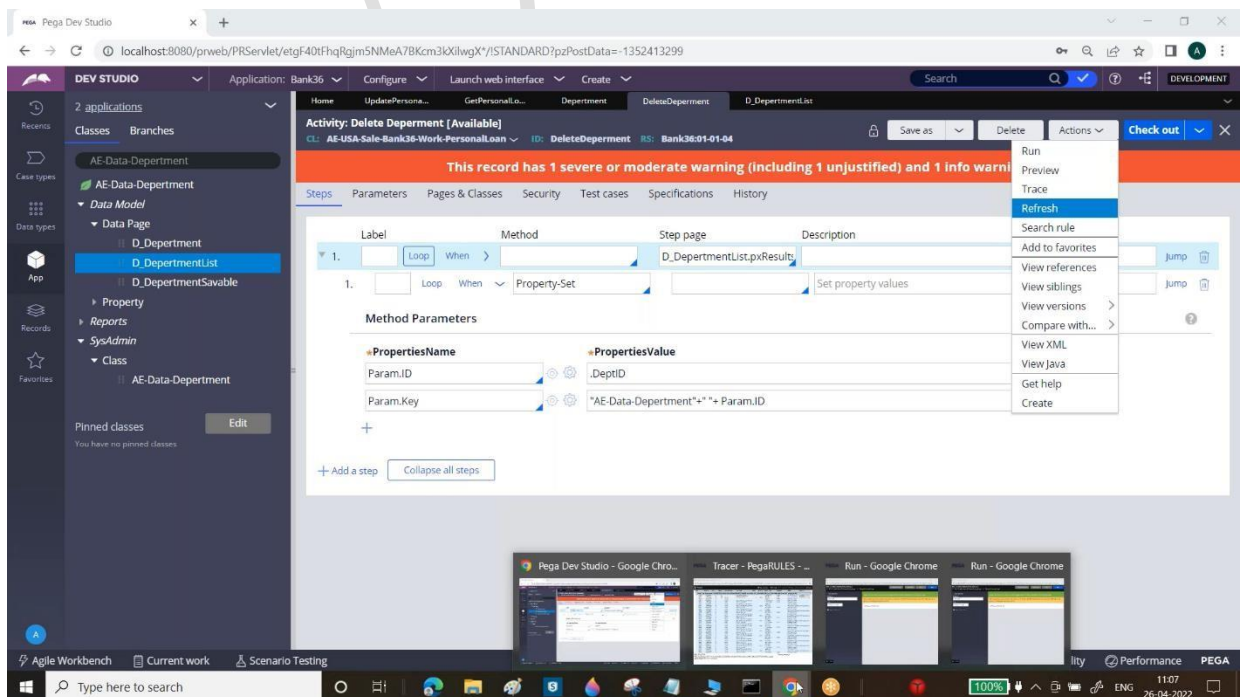 PEGA Pega Dev Studio × +
localhost:8080/prweb/PRServlet/etgF40tFhqRgjm5NMeA7BKcm3kXilwgX*/!STANDARD?pzPostData=-1352413299 A
DEV STUDIO Application: Bank36 Configure Launch web interface Create Search DEVELOPMENT
Home UpdatePersona... GetPersonalLo... Depertment DeleteDeperment D_DepertmentList
Recents
2 applications
Classes Branches
Case types
AE-Data-Depertment
AE-Data-Depertment
Data types
Data Model
Data Page
D_Depertment
App
D_DepertmentList
D_DepertmentSavable
Property
Records
Reports
SysAdmin
Favorites
Class
AE-Data-Depertment
Pinned classes Edit
You have no pinned classes
A
Activity: Delete Deperment [Available]
CL: AE-USA-Sale-Bank36-Work-PersonalLoan ID: DeleteDeperment RS: Bank36:01-01-04
Save as Delete Actions Check out
This record has 1 severe or moderate warning (including 1 unjustified) and 1 info warni
Steps Parameters Pages & Classes Security Test cases Specifications History
Label Method Step page Description
1. Loop When D_DepertmentList.pxResults Jump
1. Loop When Property-Set Set property values Jump
Method Parameters
PropertiesName PropertiesValue
Param.ID .DeptID
Param.Key "AE-Data-Depertment"+" "+ Param.ID
+
+ Add a step Collapse all steps
Run
Preview
Trace
Refresh
Search rule
Add to favorites
View references
View siblings
View versions
Compare with...
View XML
View Java
Get help
Create
Pega Dev Studio - Google Chro... Tracer - PegaRULES - ... Run - Google Chrome Run - Google Chrome
Agile Workbench Current work Scenario Testing lity Performance PEGA
Type here to search 100% ENG 11:07
26-04-2022